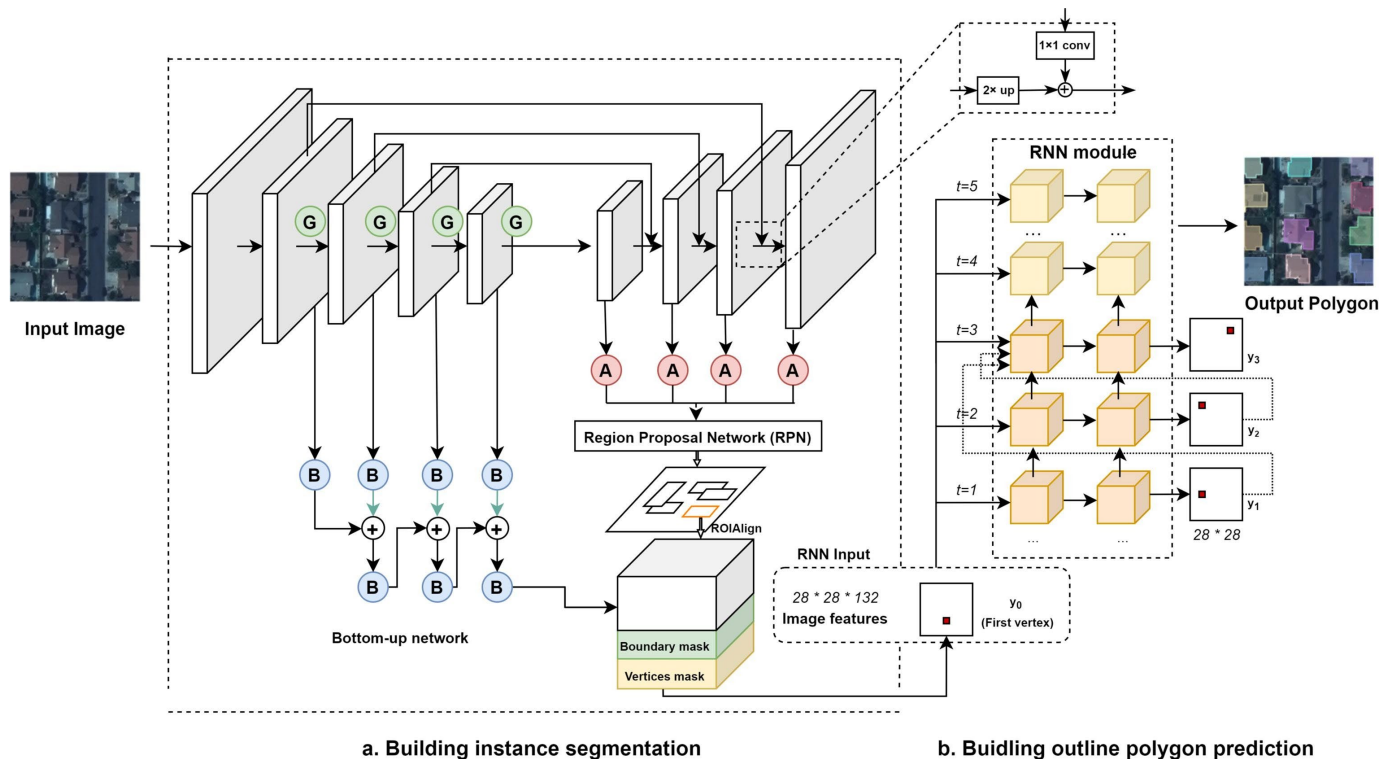 1×1 conv
2× up
+
RNN module
t=5
...
...
t=4
t=3
y3
t=2
y2
t=1
y1
28 * 28
...
...
Input Image
Output Polygon
G
G
G
G
A
A
A
A
Region Proposal Network (RPN)
ROIAlign
B
B
B
B
+
+
+
B
B
B
Bottom-up network
Boundary mask
Vertices mask
RNN Input
28 * 28 * 132
Image features
y0
(First vertex)
a. Building instance segmentation
b. Buidling outline polygon prediction